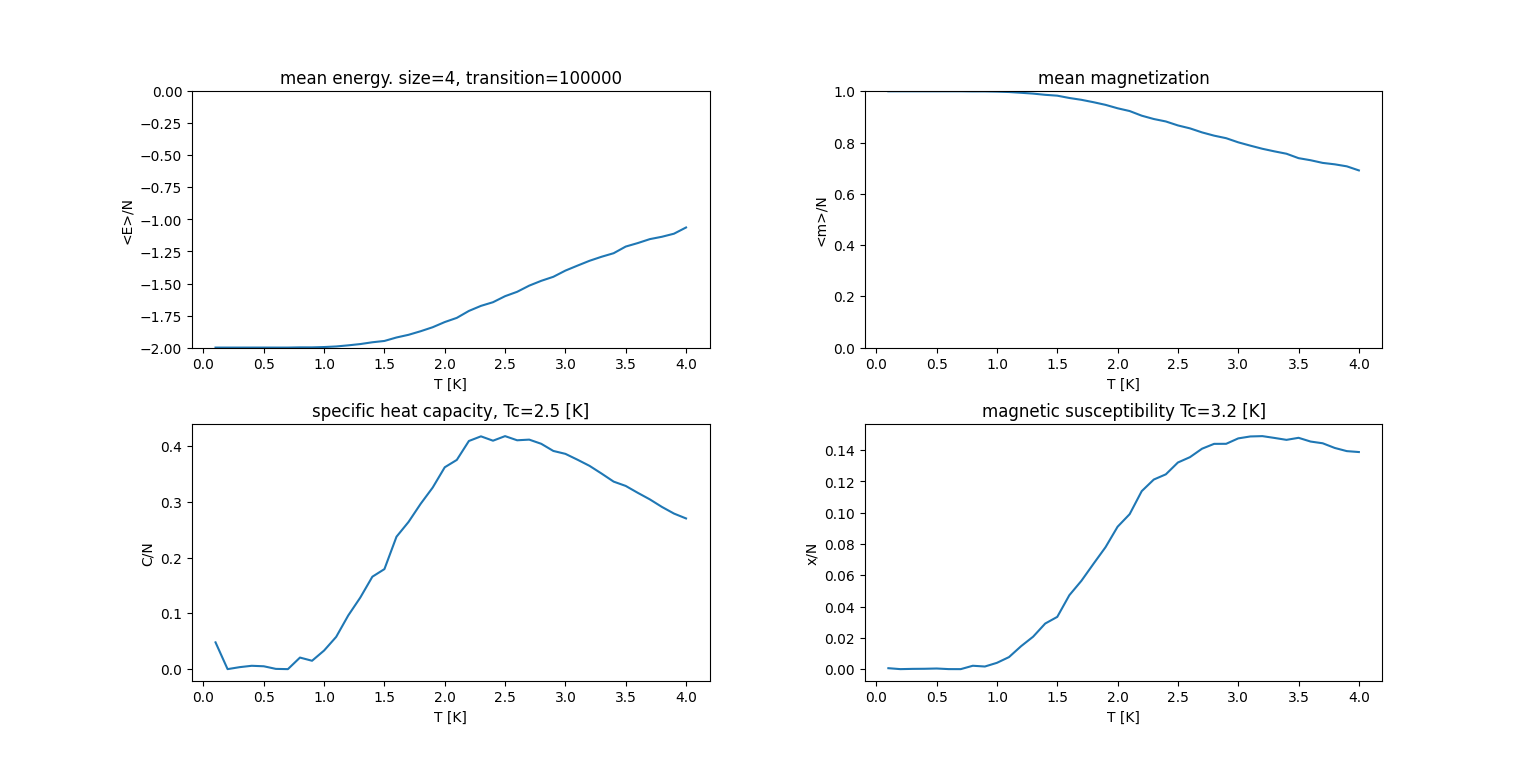 mean energy. size=4, transition=100000
0.00
−0.25
−0.50
−0.75
−1.00
−1.25
−1.50
−1.75
−2.00
<E>/N
0.0 0.5 1.0 1.5 2.0 2.5 3.0 3.5 4.0
T [K]
mean magnetization
1.0
0.8
0.6
0.4
0.2
0.0
<m>/N
0.0 0.5 1.0 1.5 2.0 2.5 3.0 3.5 4.0
T [K]
specific heat capacity, Tc=2.5 [K]
0.4
0.3
0.2
0.1
0.0
C/N
0.0 0.5 1.0 1.5 2.0 2.5 3.0 3.5 4.0
T [K]
magnetic susceptibility Tc=3.2 [K]
0.14
0.12
0.10
0.08
0.06
0.04
0.02
0.00
x/N
0.0 0.5 1.0 1.5 2.0 2.5 3.0 3.5 4.0
T [K]